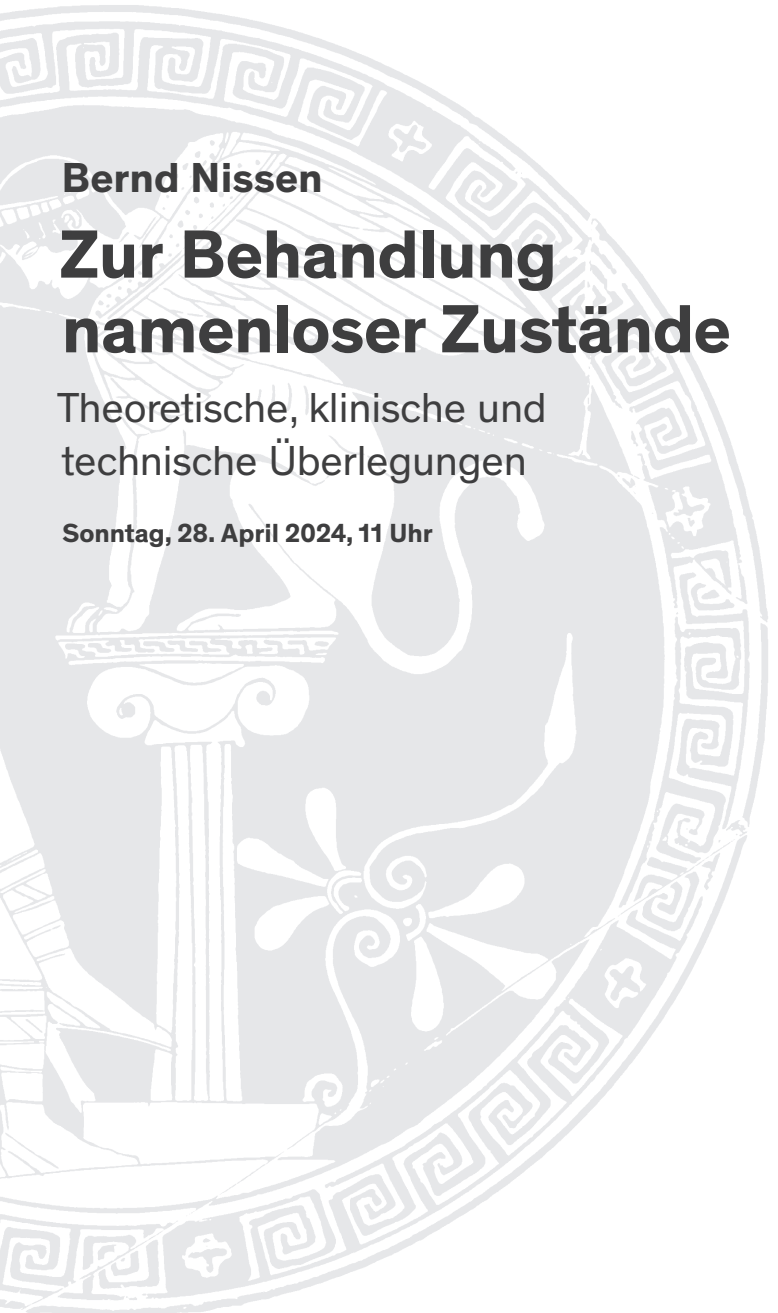 Bernd Nissen
Zur Behandlung
namenloser Zustände
Theoretische, klinische und
technische Überlegungen
Sonntag, 28. April 2024, 11 Uhr